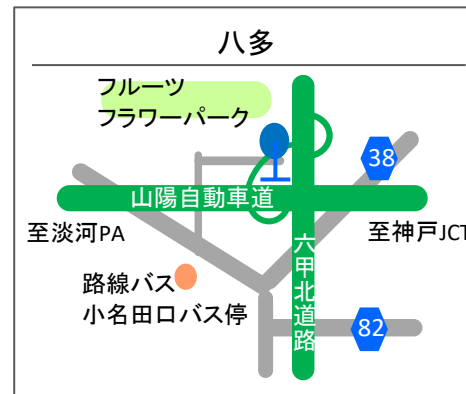 八多
フルーツ
フラワーパーク
38
山陽自動車道
至淡河PA
至神戸JCT
六甲北道路
路線バス
小名田口バス停
82